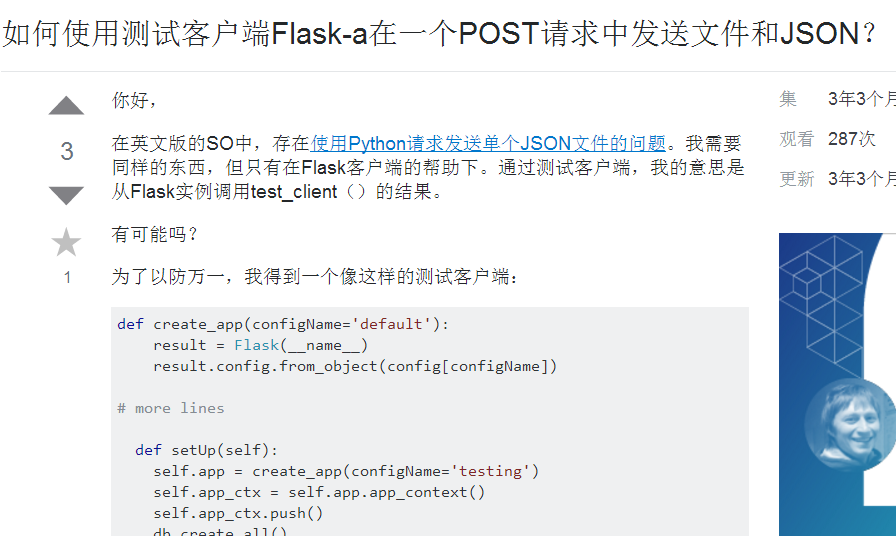 如何使用测试客户端Flask-a在一个POST请求中发送文件和JSON？
你好，
3
在英文版的SO中，存在使用Python请求发送单个JSON文件的问题。我需要
同样的东西，但只有在Flask客户端的帮助下。通过测试客户端，我的意思是
从Flask实例调用test_client（）的结果。
有可能吗？
1
为了以防万一，我得到一个像这样的测试客户端：
def create_app(configName='default'):
    result = Flask(__name__)
    result.config.from_object(config[configName])
# more lines
  def setUp(self):
    self.app = create_app(configName='testing')
    self.app_ctx = self.app.app_context()
    self.app_ctx.push()
    db.create_all()
集 3年3个月
观看 287次
更新 3年3个月